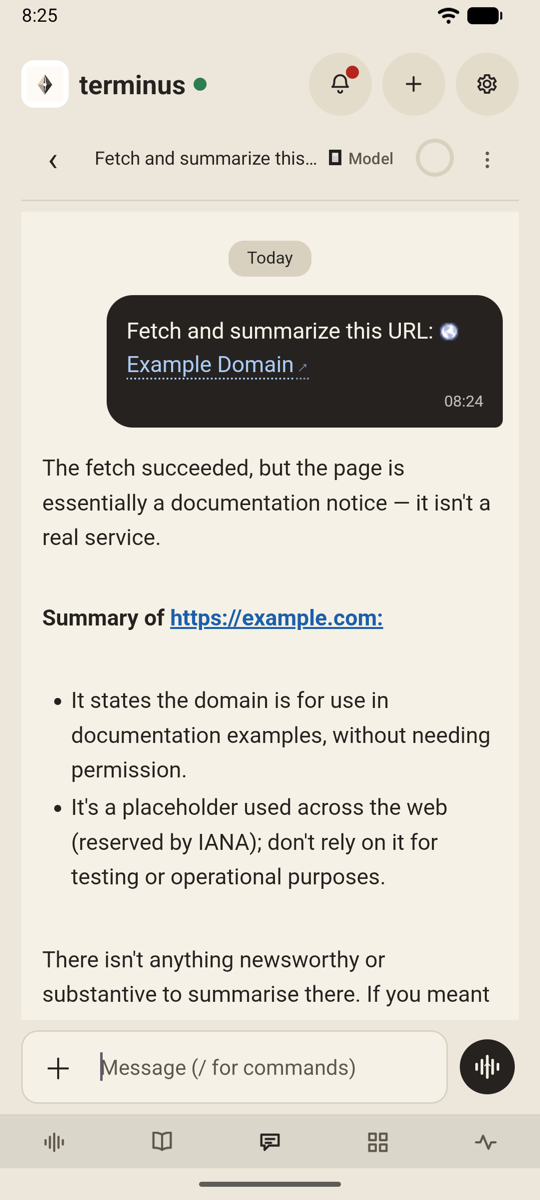 8:25
terminus
Fetch and summarize this… Model
Today
Fetch and summarize this URL:
Example Domain ↗
08:24
The fetch succeeded, but the page is
essentially a documentation notice — it isn't a
real service.
Summary of https://example.com:
• It states the domain is for use in
documentation examples, without needing
permission.
• It's a placeholder used across the web
(reserved by IANA); don't rely on it for
testing or operational purposes.
There isn't anything newsworthy or
substantive to summarise there. If you meant
Message (/ for commands)